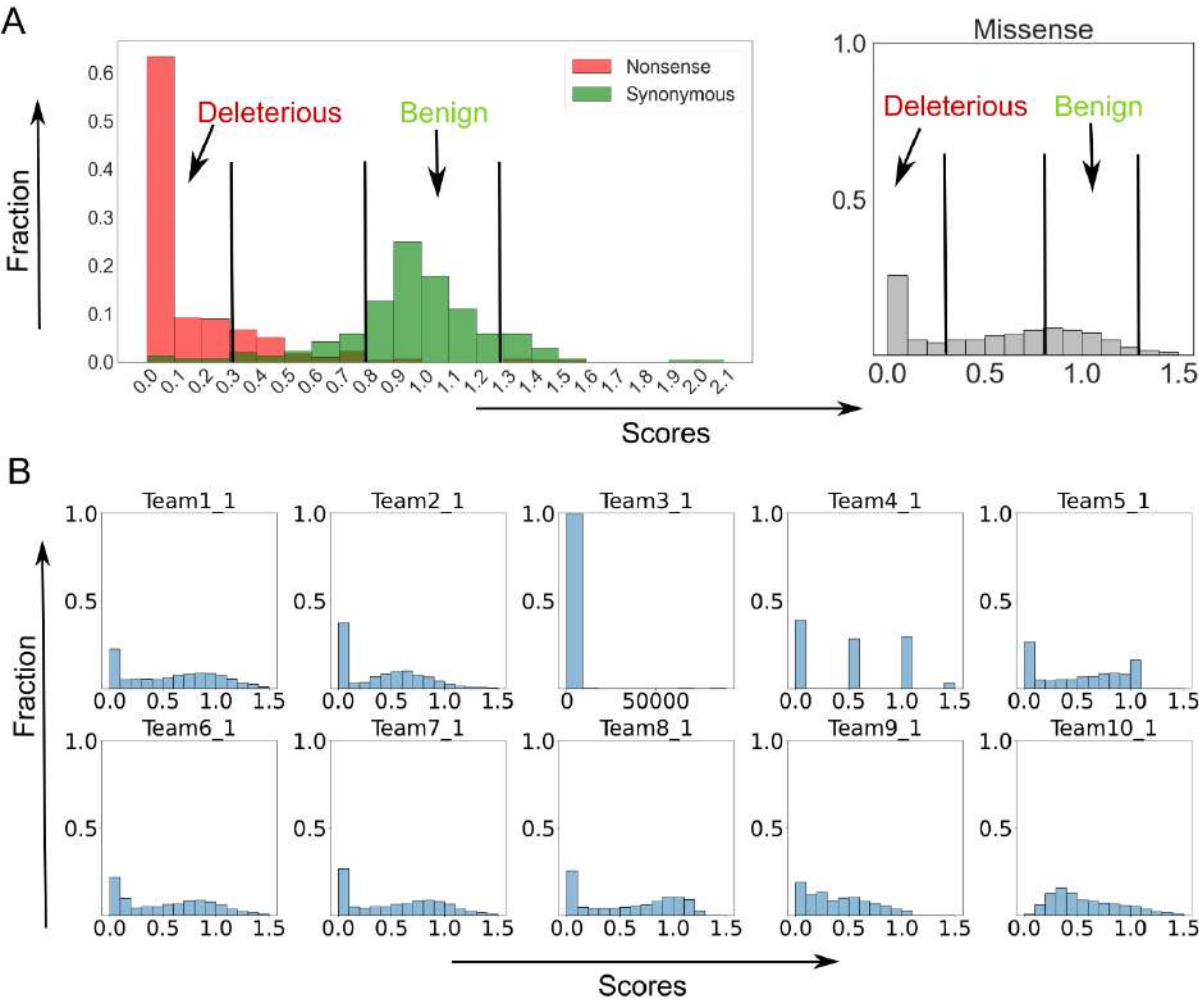 A
Missense
Nonsense
Synonymous
Deleterious
Benign
Deleterious
Benign
Fraction
0.6
0.5
0.4
0.3
0.2
0.1
0.0
0.0 0.1 0.2 0.3 0.4 0.5 0.6 0.7 0.8 0.9 1.0 1.1 1.2 1.3 1.4 1.5 1.6 1.7 1.8 1.9 2.0 2.1
1.0
0.5
0.0 0.5 1.0 1.5
Scores
B
Team1_1 Team2_1 Team3_1 Team4_1 Team5_1
1.0 1.0 1.0 1.0 1.0
0.5 0.5 0.5 0.5 0.5
0.0 0.5 1.0 1.5 0.0 0.5 1.0 1.5 0 50000 0.0 0.5 1.0 1.5 0.0 0.5 1.0 1.5
Fraction
Team6_1 Team7_1 Team8_1 Team9_1 Team10_1
1.0 1.0 1.0 1.0 1.0
0.5 0.5 0.5 0.5 0.5
0.0 0.5 1.0 1.5 0.0 0.5 1.0 1.5 0.0 0.5 1.0 1.5 0.0 0.5 1.0 1.5 0.0 0.5 1.0 1.5
Scores